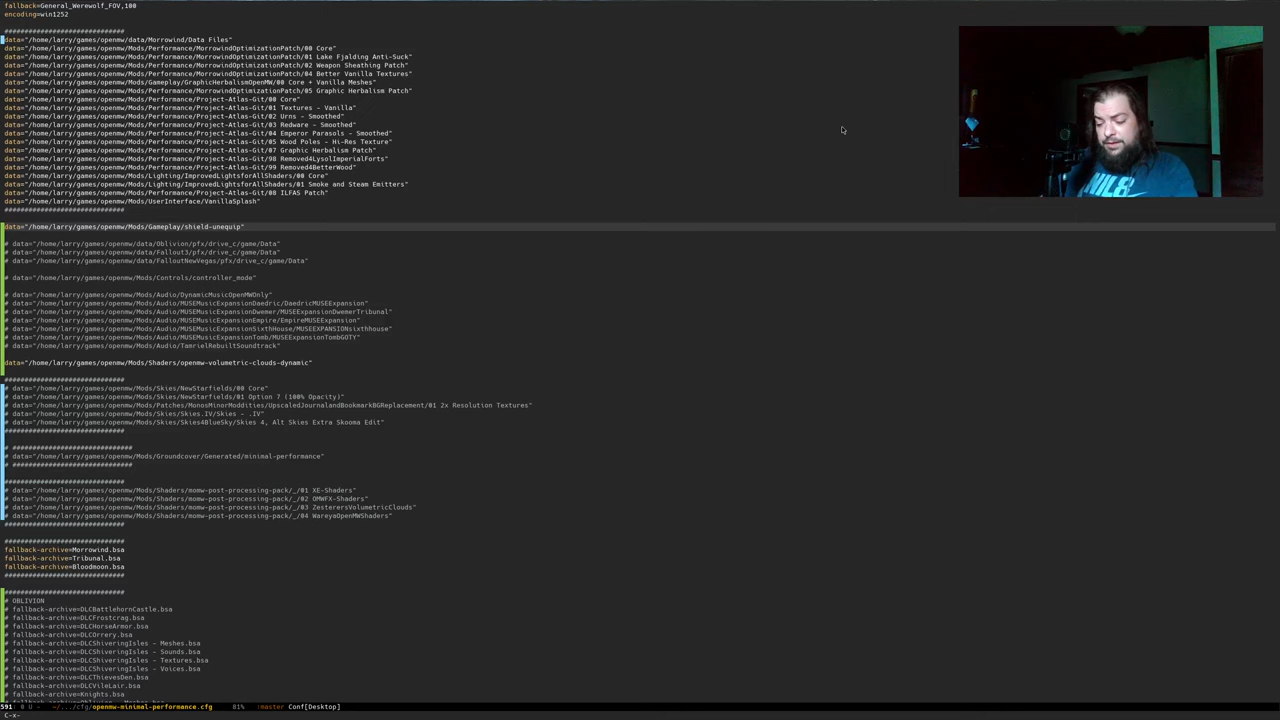 fallback=General_Werewolf_FOV,100
encoding=win1252
##############################
data="/home/larry/games/openmw/data/Morrowind/Data Files"
data="/home/larry/games/openmw/Mods/Performance/MorrowindOptimizationPatch/00 Core"
data="/home/larry/games/openmw/Mods/Performance/MorrowindOptimizationPatch/01 Lake Fjalding Anti-Suck"
data="/home/larry/games/openmw/Mods/Performance/MorrowindOptimizationPatch/02 Weapon Sheathing Patch"
data="/home/larry/games/openmw/Mods/Performance/MorrowindOptimizationPatch/04 Better Vanilla Textures"
data="/home/larry/games/openmw/Mods/Gameplay/GraphicHerbalismOpenMW/00 Core + Vanilla Meshes"
data="/home/larry/games/openmw/Mods/Performance/MorrowindOptimizationPatch/05 Graphic Herbalism Patch"
data="/home/larry/games/openmw/Mods/Performance/Project-Atlas-Git/00 Core"
data="/home/larry/games/openmw/Mods/Performance/Project-Atlas-Git/01 Textures - Vanilla"
data="/home/larry/games/openmw/Mods/Performance/Project-Atlas-Git/02 Urns - Smoothed"
data="/home/larry/games/openmw/Mods/Performance/Project-Atlas-Git/03 Redware - Smoothed"
data="/home/larry/games/openmw/Mods/Performance/Project-Atlas-Git/04 Emperor Parasols - Smoothed"
data="/home/larry/games/openmw/Mods/Performance/Project-Atlas-Git/05 Wood Poles - Hi-Res Texture"
data="/home/larry/games/openmw/Mods/Performance/Project-Atlas-Git/07 Graphic Herbalism Patch"
data="/home/larry/games/openmw/Mods/Performance/Project-Atlas-Git/98 Removed4LysolImperialForts"
data="/home/larry/games/openmw/Mods/Performance/Project-Atlas-Git/99 Removed4BetterWood"
data="/home/larry/games/openmw/Mods/Lighting/ImprovedLightsforAllShaders/00 Core"
data="/home/larry/games/openmw/Mods/Lighting/ImprovedLightsforAllShaders/01 Smoke and Steam Emitters"
data="/home/larry/games/openmw/Mods/Performance/Project-Atlas-Git/08 ILFAS Patch"
data="/home/larry/games/openmw/Mods/UserInterface/VanillaSplash"
##############################
data="/home/larry/games/openmw/Mods/Gameplay/shield-unequip"
# data="/home/larry/games/openmw/data/Oblivion/pfx/drive_c/game/Data"
# data="/home/larry/games/openmw/data/Fallout3/pfx/drive_c/game/Data"
# data="/home/larry/games/openmw/data/FalloutNewVegas/pfx/drive_c/game/Data"
# data="/home/larry/games/openmw/Mods/Controls/controller_mode"
# data="/home/larry/games/openmw/Mods/Audio/DynamicMusicOpenMWOnly"
# data="/home/larry/games/openmw/Mods/Audio/MUSEMusicExpansionDaedric/DaedricMUSEExpansion"
# data="/home/larry/games/openmw/Mods/Audio/MUSEMusicExpansionDwemer/MUSEExpansionDwemerTribunal"
# data="/home/larry/games/openmw/Mods/Audio/MUSEMusicExpansionEmpire/EmpireMUSEExpansion"
# data="/home/larry/games/openmw/Mods/Audio/MUSEMusicExpansionSixthHouse/MUSEEXPANSIONsixthhouse"
# data="/home/larry/games/openmw/Mods/Audio/MUSEMusicExpansionTomb/MUSEExpansionTombGOTY"
# data="/home/larry/games/openmw/Mods/Audio/TamrielRebuiltSoundtrack"
data="/home/larry/games/openmw/Mods/Shaders/openmw-volumetric-clouds-dynamic"
##############################
# data="/home/larry/games/openmw/Mods/Skies/NewStarfields/00 Core"
# data="/home/larry/games/openmw/Mods/Skies/NewStarfields/01 Option 7 (100% Opacity)"
# data="/home/larry/games/openmw/Mods/Patches/MonosMinorModdities/UpscaledJournalandBookmarkBGReplacement/01 2x Resolution Textures"
# data="/home/larry/games/openmw/Mods/Skies/Skies.IV/Skies - .IV"
# data="/home/larry/games/openmw/Mods/Skies/Skies4BlueSky/Skies 4, Alt Skies Extra Skooma Edit"
##############################
# ##############################
# data="/home/larry/games/openmw/Mods/Groundcover/Generated/minimal-performance"
# ##############################
##############################
# data="/home/larry/games/openmw/Mods/Shaders/momw-post-processing-pack/_/01 XE-Shaders"
# data="/home/larry/games/openmw/Mods/Shaders/momw-post-processing-pack/_/02 OMWFX-Shaders"
# data="/home/larry/games/openmw/Mods/Shaders/momw-post-processing-pack/_/03 ZesterersVolumetricClouds"
# data="/home/larry/games/openmw/Mods/Shaders/momw-post-processing-pack/_/04 WareyaOpenMWShaders"
##############################
##############################
fallback-archive=Morrowind.bsa
fallback-archive=Tribunal.bsa
fallback-archive=Bloodmoon.bsa
##############################
##############################
# OBLIVION
# fallback-archive=DLCBattlehornCastle.bsa
# fallback-archive=DLCFrostcrag.bsa
# fallback-archive=DLCHorseArmor.bsa
# fallback-archive=DLCOrrery.bsa
# fallback-archive=DLCShiveringIsles - Meshes.bsa
# fallback-archive=DLCShiveringIsles - Sounds.bsa
# fallback-archive=DLCShiveringIsles - Textures.bsa
# fallback-archive=DLCShiveringIsles - Voices.bsa
# fallback-archive=DLCThievesDen.bsa
# fallback-archive=DLCVileLair.bsa
# fallback-archive=Knights.bsa
591: 0 U - ~/.../cfg/openmw-minimal-performance.cfg 81% :master Conf[Desktop]
C-x-